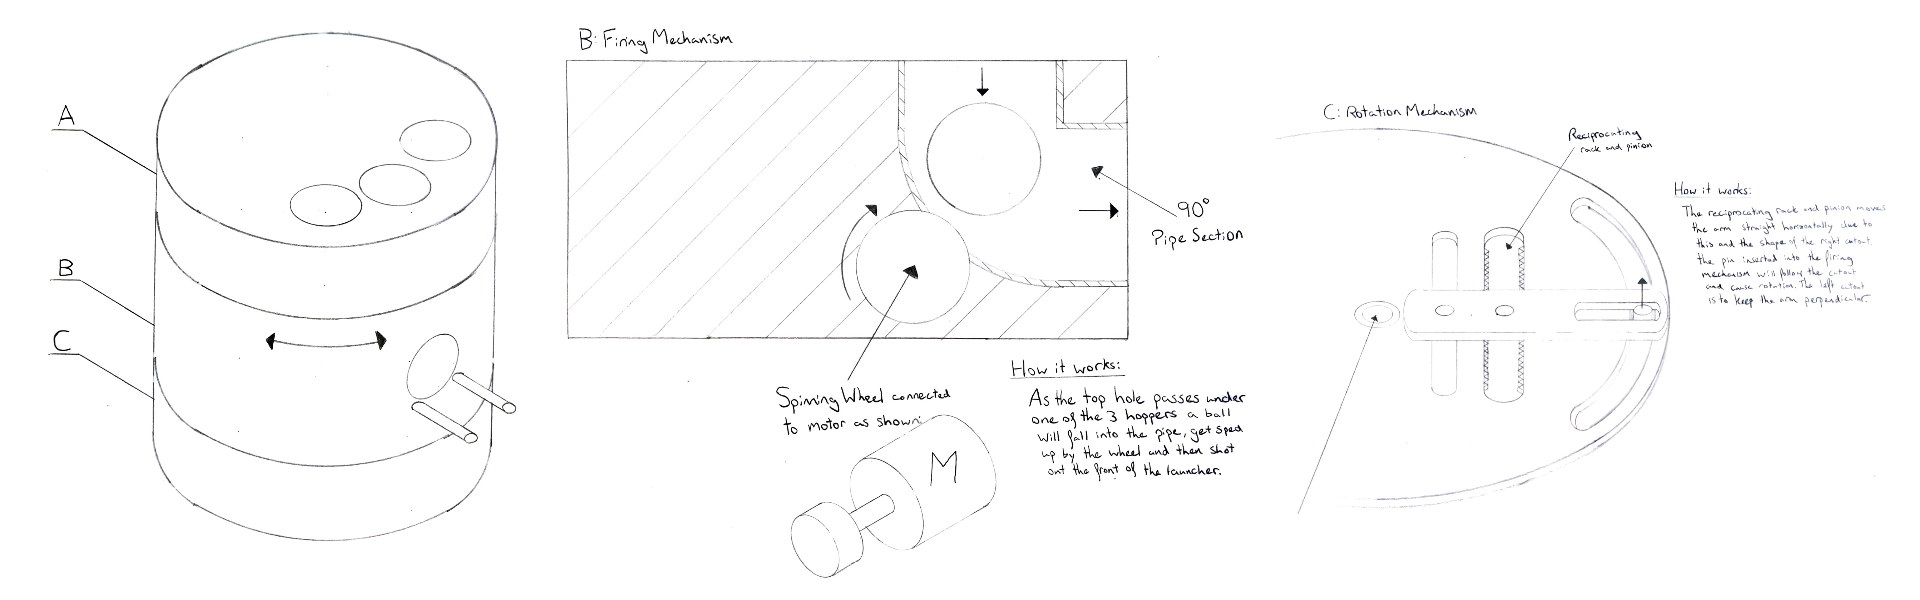 A
B
C
B: Firing Mechanism
90°
Pipe Section
Spinning Wheel connected
to motor as shown:
M
How it works:
As the top hole passes under
one of the 3 hoppers a ball
will fall into the pipe, get sped
up by the wheel and then shot
out the front of the launcher.
C: Rotation Mechanism
Reciprocating
rack and pinion
How it works:
The reciprocating rack and pinion moves
the arm straight horizontally due to
this and the shape of the right cutout
the pin inserted into the firing
mechanism will follow the cutout
and cause rotation. The left cutout
is to keep the arm perpendicular.